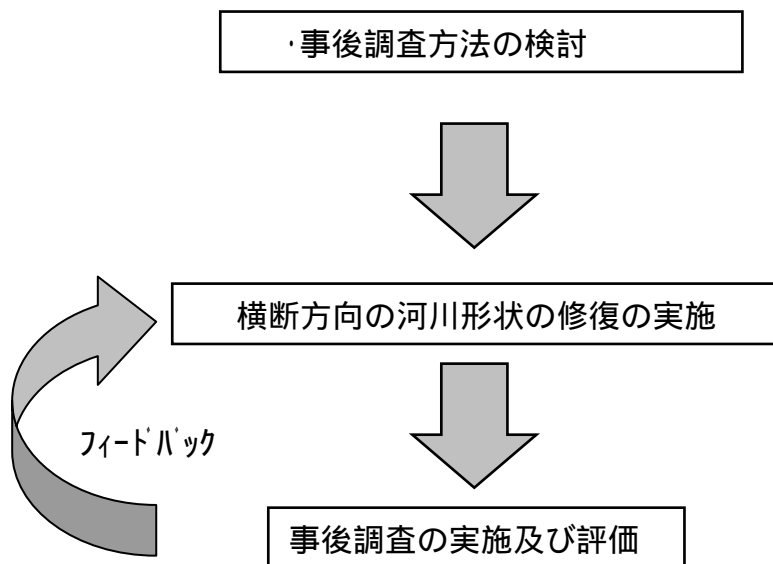 ・事後調査方法の検討
横断方向の河川形状の修復の実施
フィードバック
事後調査の実施及び評価